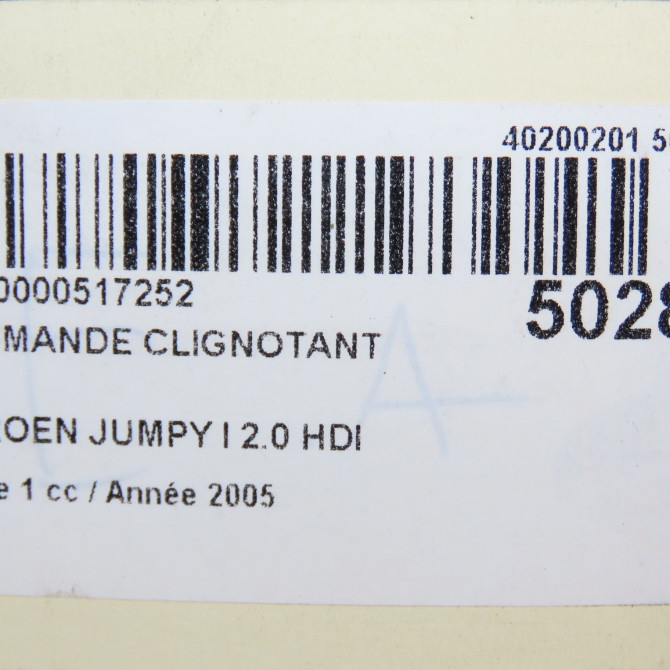 40200201 5
0000517252
5028
MANDE CLIGNOTANT
OEN JUMPY I 2.0 HDI
e 1 cc / Année 2005